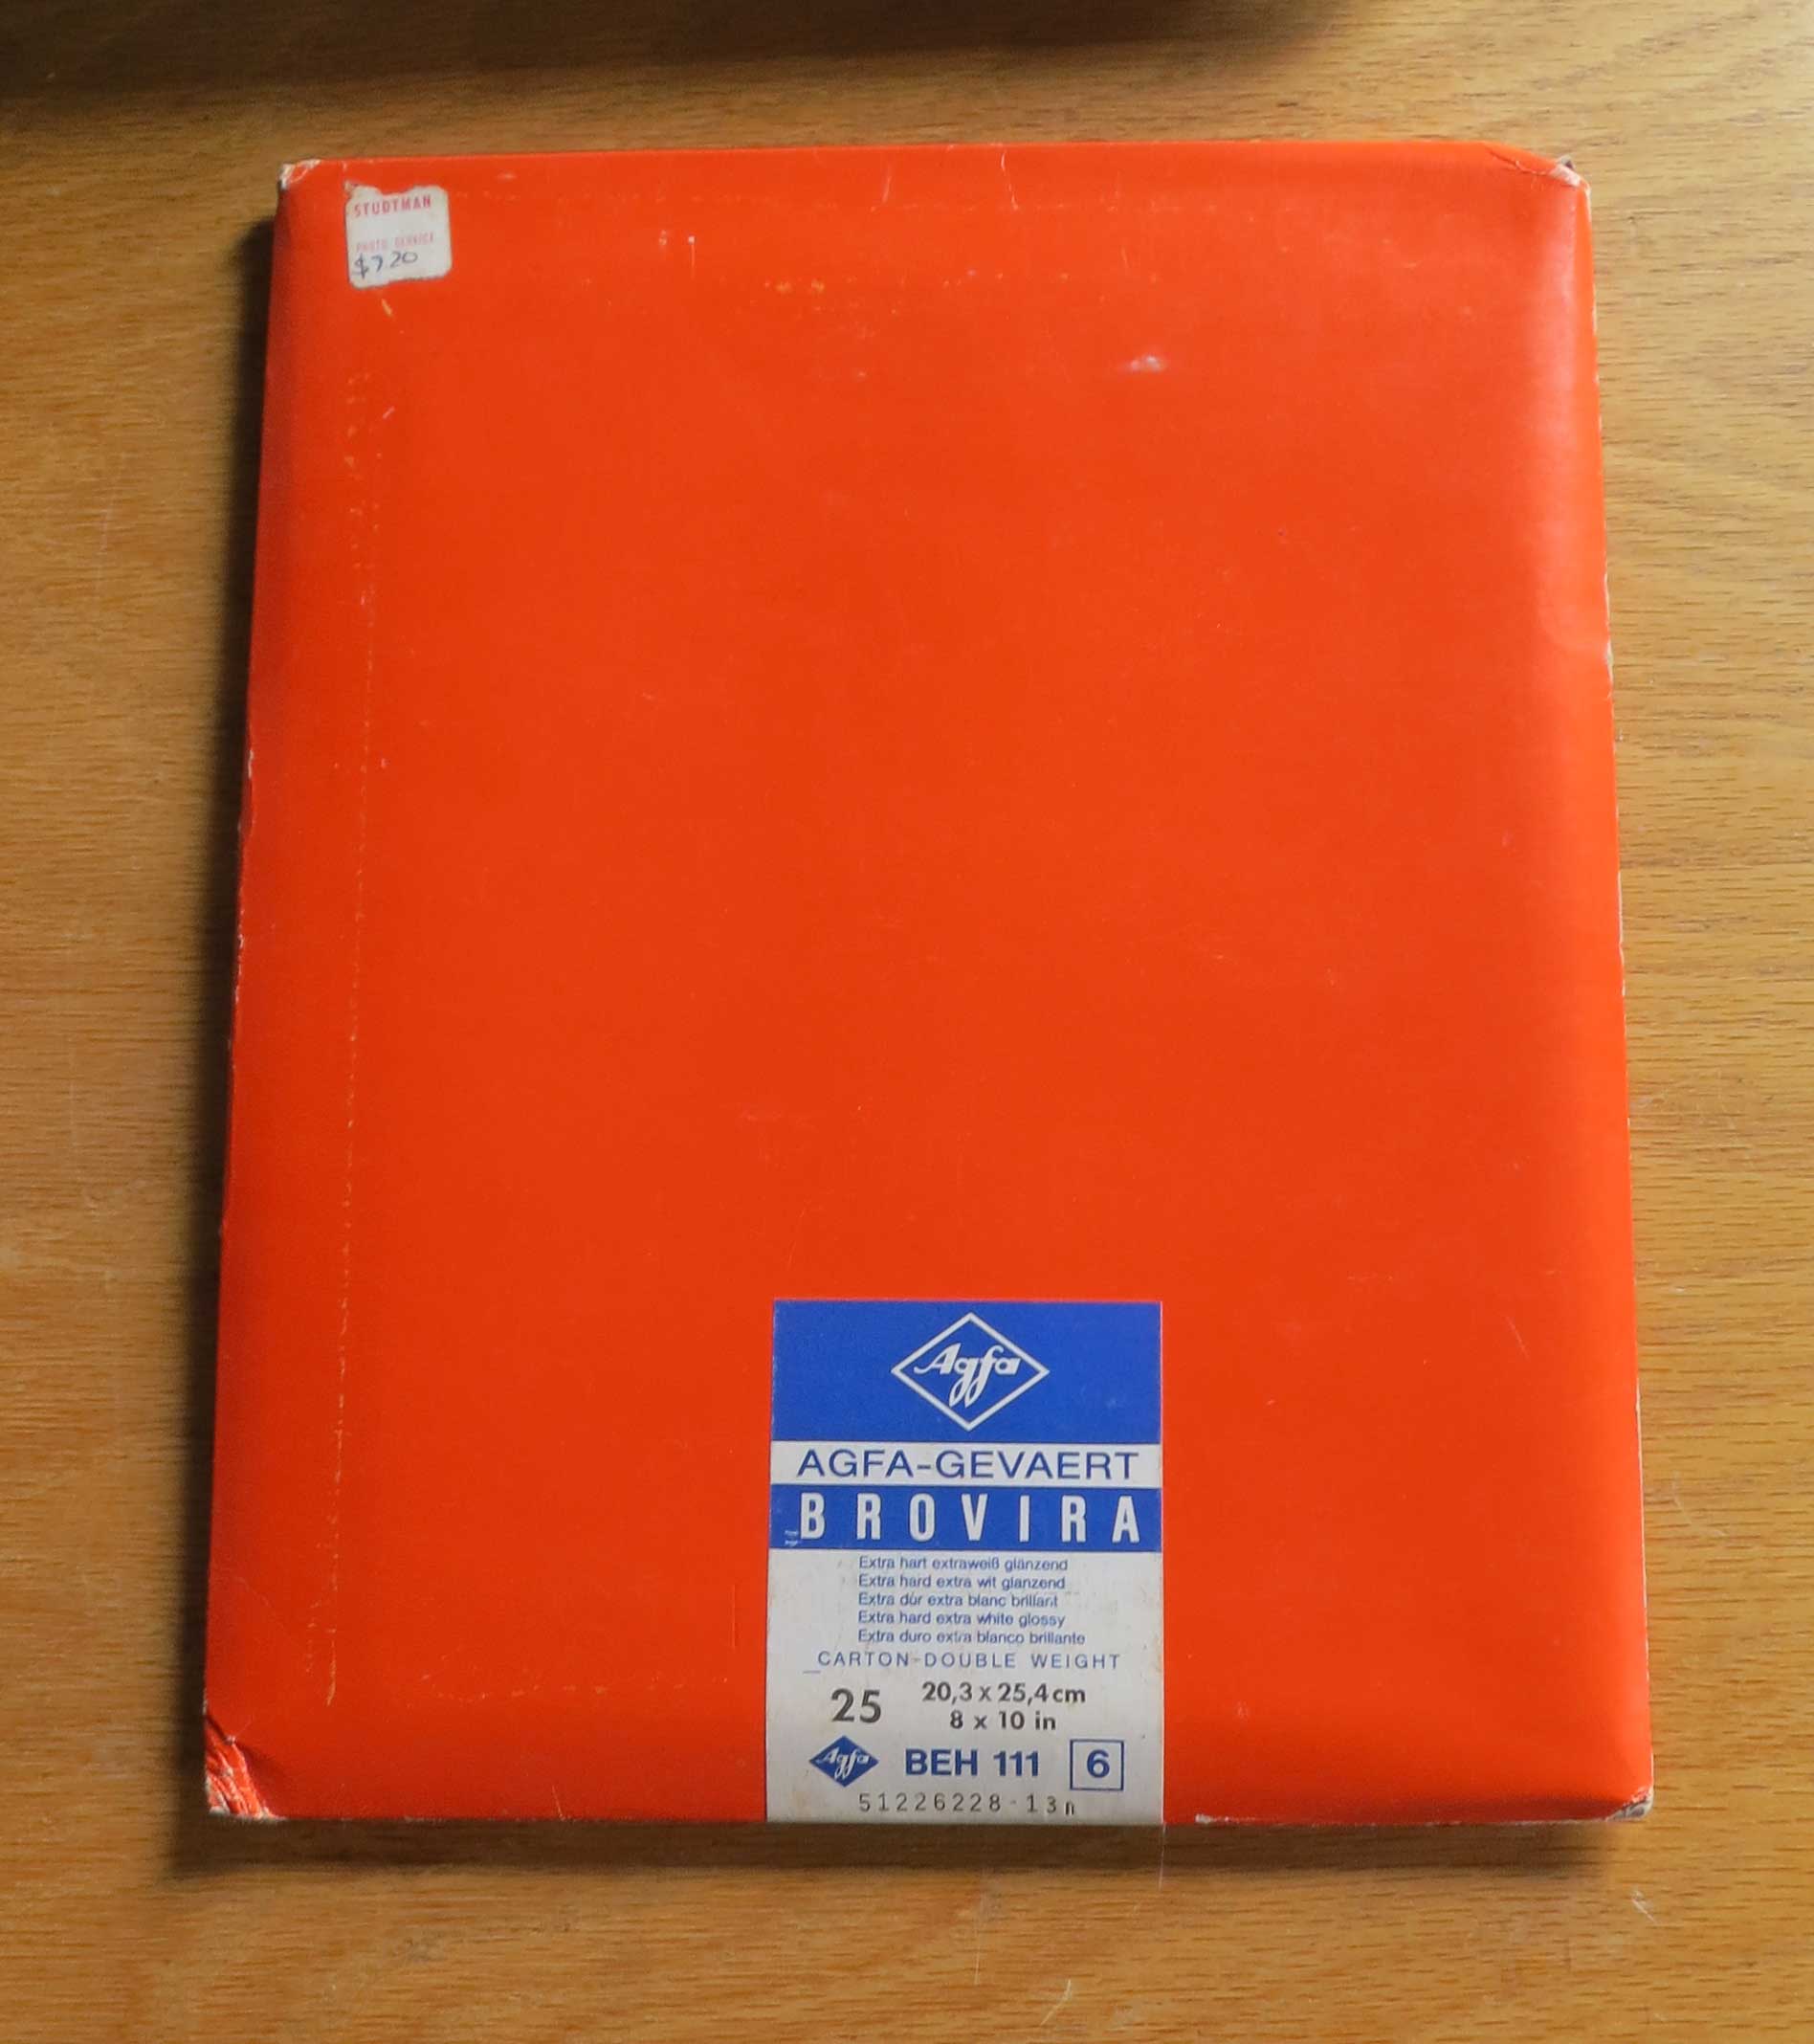 STUDTMAN
PHOTO SERVICE
$7.20
Agfa
AGFA-GEVAERT
BROVIRA
Extra hart extraweiß glänzend
Extra hard extra wit glanzend
Extra dur extra blanc brillant
Extra hard extra white glossy
Extra duro extra blanco brillante
CARTON-DOUBLE WEIGHT
25 20,3 x 25,4 cm
8 x 10 in
Agfa BEH 111 6
51226228-13n